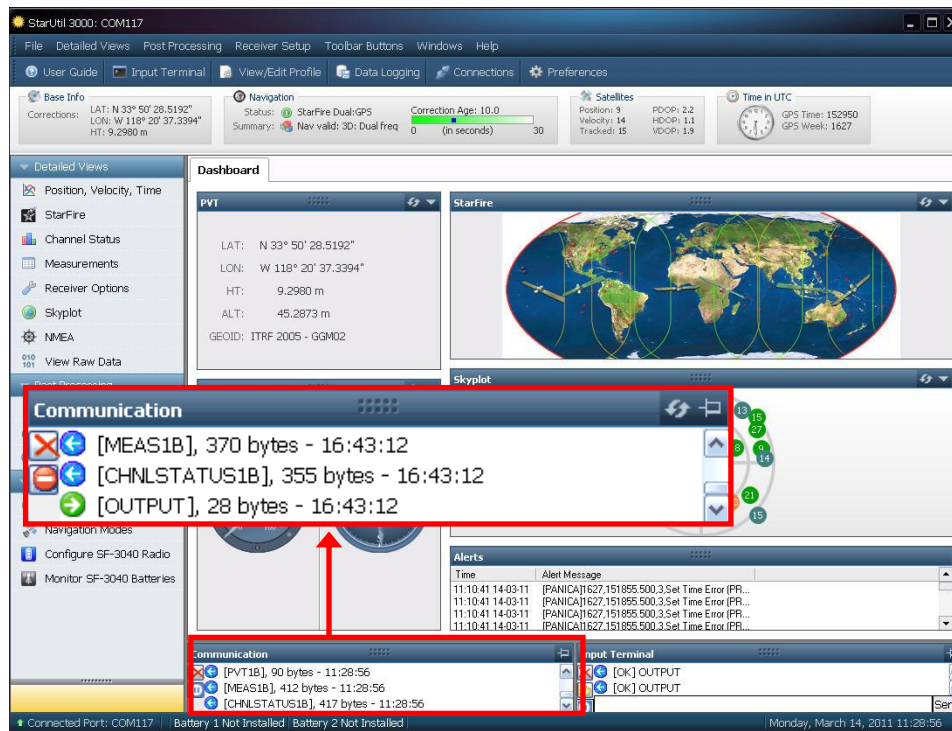 StarUtil 3000: COM117
File Detailed Views Post Processing Receiver Setup Toolbar Buttons Windows Help
User Guide Input Terminal View/Edit Profile Data Logging Connections Preferences
Base Info
Corrections: LAT: N 33° 50' 28.5192"
LON: W 118° 20' 37.3394"
HT: 9.2980 m
Navigation
Status: StarFire Dual:GPS
Summary: Nav valid: 3D: Dual freq
Correction Age: 10.0
0 (in seconds) 30
Satellites
Position: 9 PDOP: 2.2
Velocity: 14 HDOP: 1.1
Tracked: 15 VDOP: 1.9
Time in UTC
GPS Time: 152950
GPS Week: 1627
Detailed Views
Position, Velocity, Time
StarFire
Channel Status
Measurements
Receiver Options
Skyplot
NMEA
View Raw Data
Navigation Modes
Configure SF-3040 Radio
Monitor SF-3040 Batteries
Dashboard
PVT
LAT: N 33° 50' 28.5192"
LON: W 118° 20' 37.3394"
HT: 9.2980 m
ALT: 45.2873 m
GEOID: ITRF 2005 - GGM02
StarFire
Skyplot
13
15
27
8 9
14
21
15
Communication
[MEAS1B], 370 bytes - 16:43:12
[CHNLSTATUS1B], 355 bytes - 16:43:12
[OUTPUT], 28 bytes - 16:43:12
Alerts
Time Alert Message
11:10:41 14-03-11 [PANICA]1627,151855.500,3,Set Time Error (PR...
11:10:41 14-03-11 [PANICA]1627,151855.500,3,Set Time Error (PR...
11:10:41 14-03-11 [PANICA]1627,151855.500,3,Set Time Error (PR...
11:10:41 14-03-11 [PANICA]1627,151855.500,3,Set Time Error (PR...
Communication
[PVT1B], 90 bytes - 11:28:56
[MEAS1B], 412 bytes - 11:28:56
[CHNLSTATUS1B], 417 bytes - 11:28:56
Input Terminal
[OK] OUTPUT
[OK] OUTPUT
Connected Port: COM117 Battery 1 Not Installed Battery 2 Not Installed Monday, March 14, 2011 11:28:56